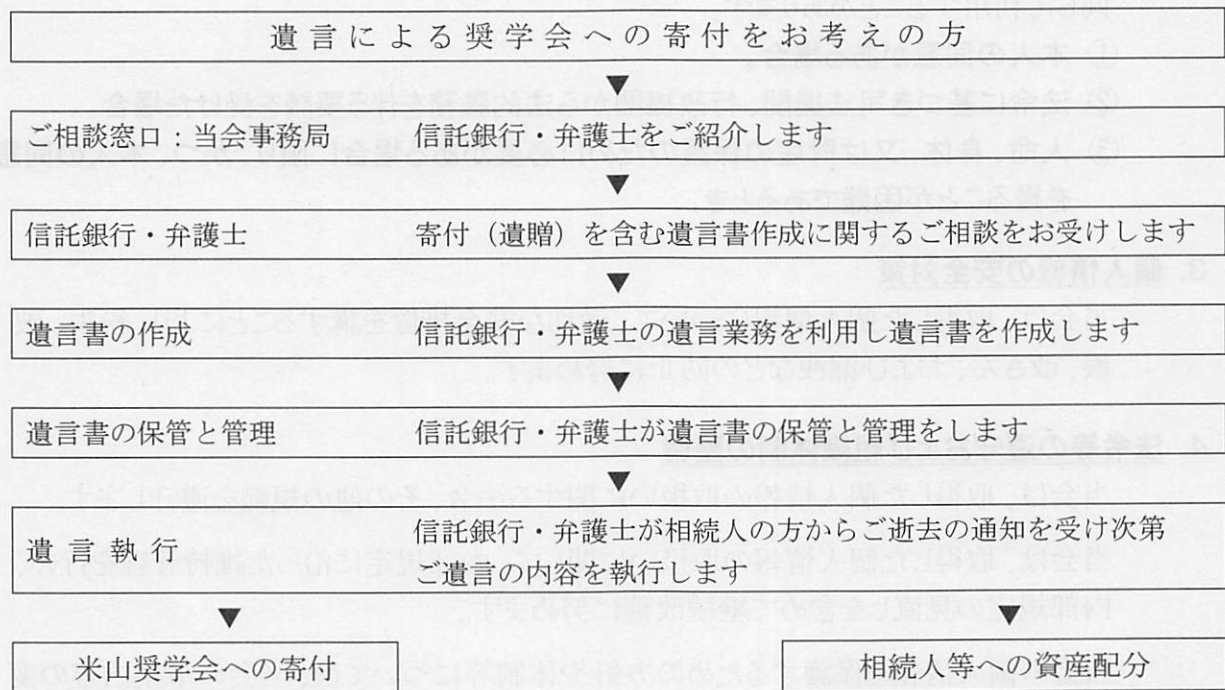 遺言による奨学会への寄付をお考えの方
▼
ご相談窓口：当会事務局　信託銀行・弁護士をご紹介します
▼
信託銀行・弁護士　寄付（遺贈）を含む遺言書作成に関するご相談をお受けします
▼
遺言書の作成　信託銀行・弁護士の遺言業務を利用し遺言書を作成します
▼
遺言書の保管と管理　信託銀行・弁護士が遺言書の保管と管理をします
▼
遺言執行　信託銀行・弁護士が相続人の方からご逝去の通知を受け次第
ご遺言の内容を執行します
▼　▼
米山奨学会への寄付　相続人等への資産配分